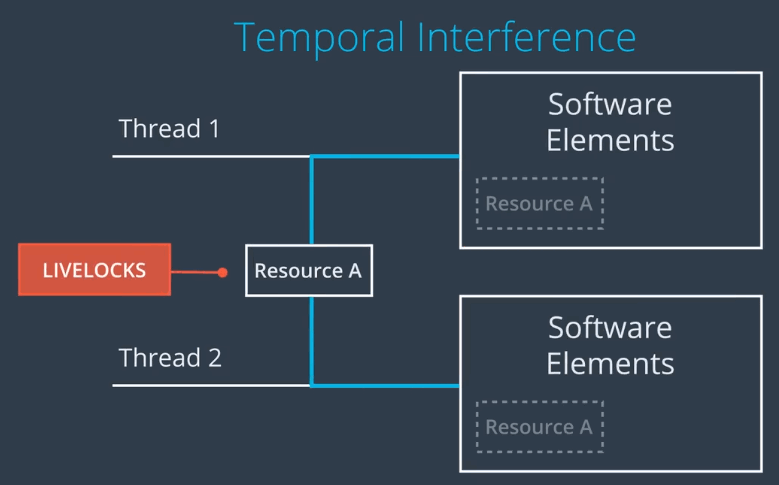 Temporal Interference
Thread 1
Software
Elements
Resource A
LIVELOCKS
Resource A
Thread 2
Software
Elements
Resource A